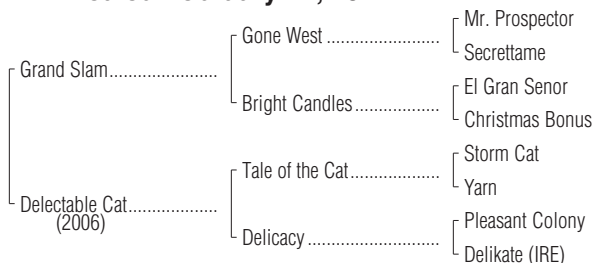 Mr. Prospector
Gone West
Secrettame
Grand Slam
El Gran Senor
Bright Candles
Christmas Bonus
Storm Cat
Tale of the Cat
Yarn
Delectable Cat
(2006)
Pleasant Colony
Delicacy
Delikate (IRE)